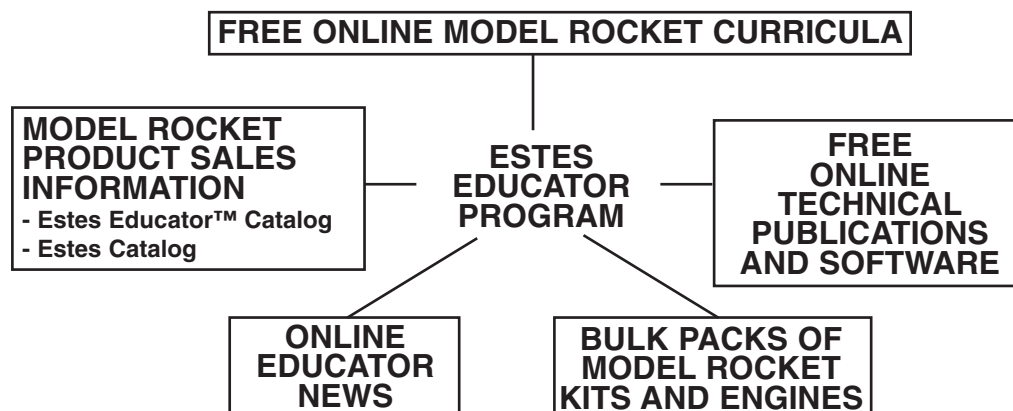 FREE ONLINE MODEL ROCKET CURRICULA
MODEL ROCKET
PRODUCT SALES
INFORMATION
- Estes Educator™ Catalog
- Estes Catalog
ESTES
EDUCATOR
PROGRAM
FREE
ONLINE
TECHNICAL
PUBLICATIONS
AND SOFTWARE
ONLINE
EDUCATOR
NEWS
BULK PACKS OF
MODEL ROCKET
KITS AND ENGINES